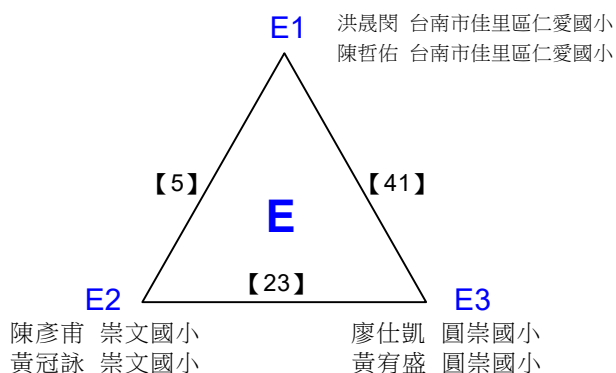 E1
洪晟閔 台南市佳里區仁愛國小
陳哲佑 台南市佳里區仁愛國小
【5】
【41】
E
【23】
E2
E3
陳彥甫 崇文國小
廖仕凱 圓崇國小
黃冠詠 崇文國小
黃宥盛 圓崇國小